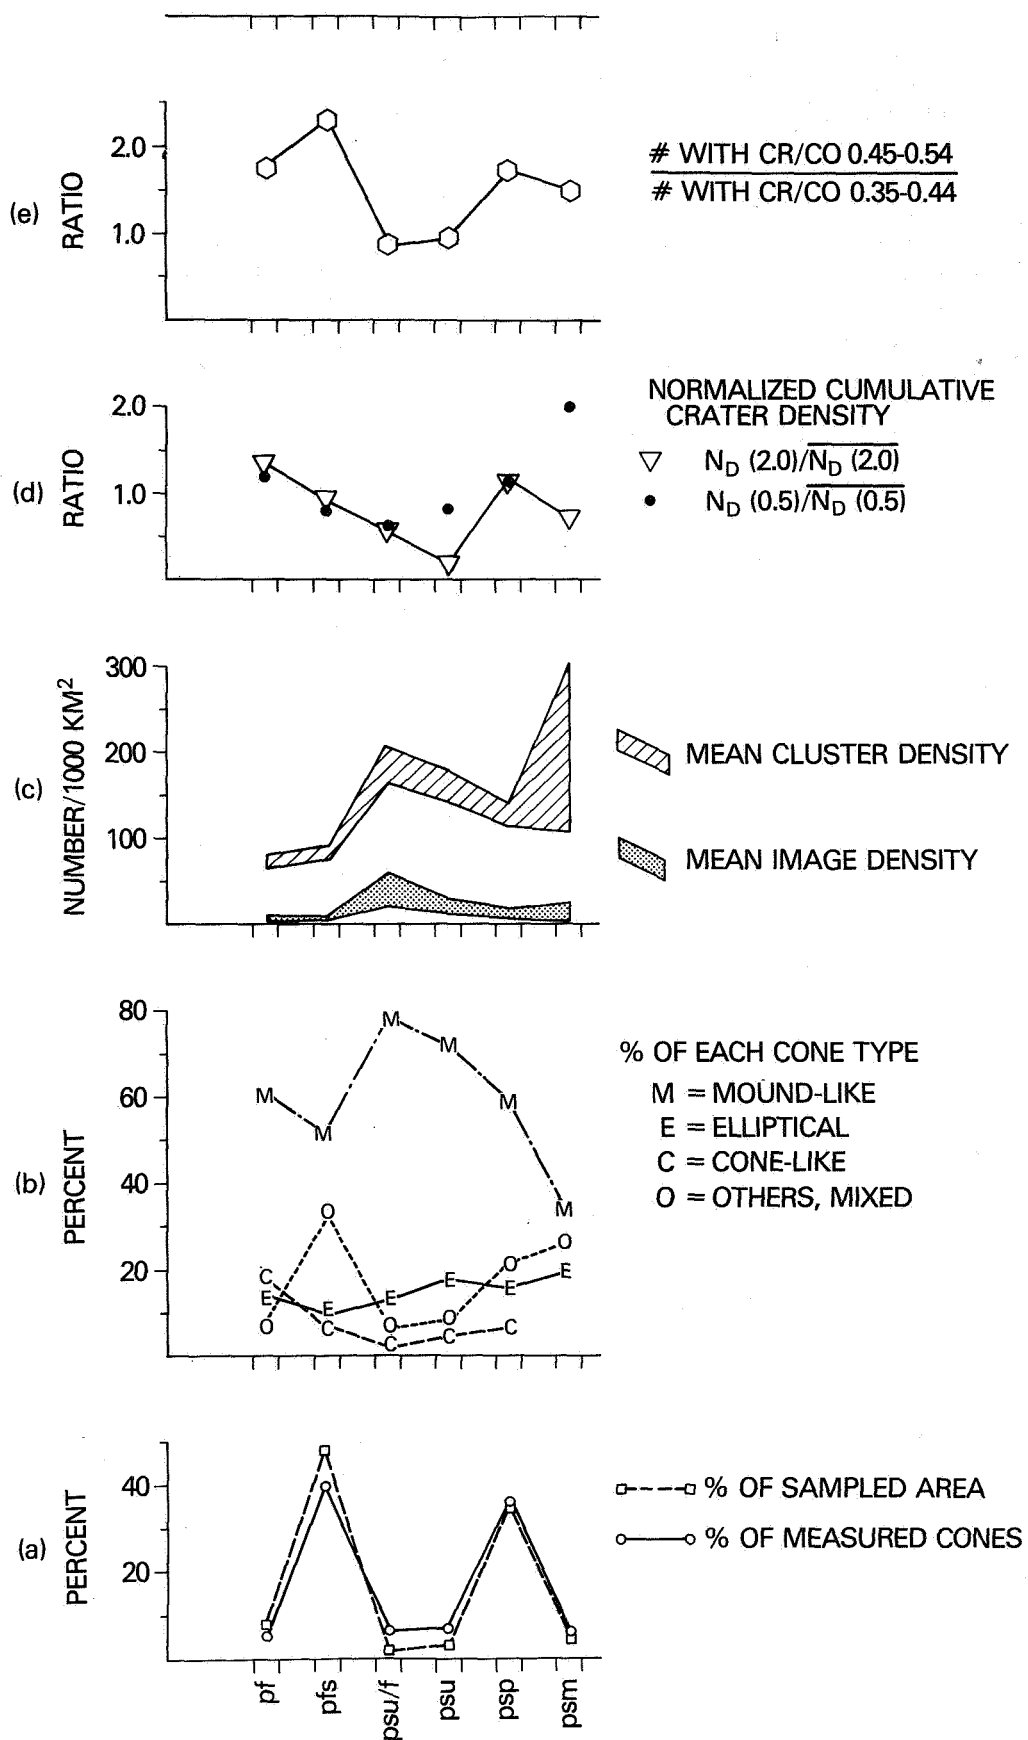 2.0
1.0
(e)
RATIO
# WITH CR/CO 0.45-0.54
# WITH CR/CO 0.35-0.44
2.0
1.0
(d)
RATIO
NORMALIZED CUMULATIVE
CRATER DENSITY
▽ N_D (2.0)/N_D (2.0)
● N_D (0.5)/N_D (0.5)
300
200
100
(c)
NUMBER/1000 KM²
MEAN CLUSTER DENSITY
MEAN IMAGE DENSITY
80
60
40
20
(b)
PERCENT
M M M M M M
E E E E E E
C C C C C
O O O O O O
% OF EACH CONE TYPE
M = MOUND-LIKE
E = ELLIPTICAL
C = CONE-LIKE
O = OTHERS, MIXED
40
20
(a)
PERCENT
% OF SAMPLED AREA
% OF MEASURED CONES
pf
pfs
psu/f
psu
psp
psm